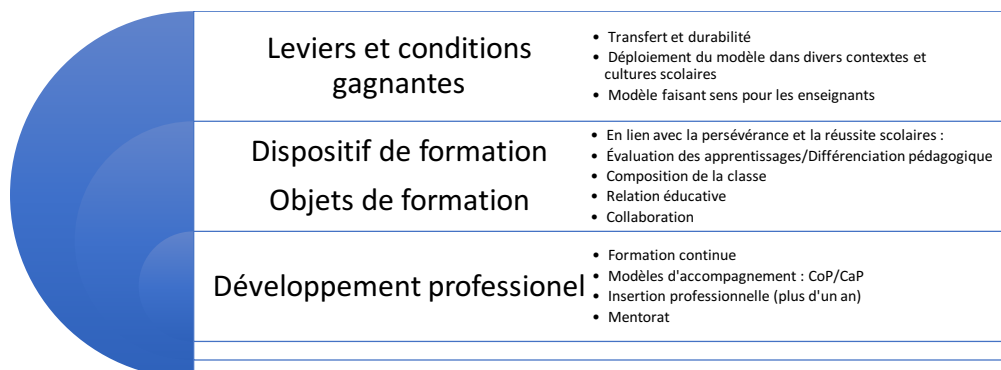 Leviers et conditions
gagnantes
• Transfert et durabilité
• Déploiement du modèle dans divers contextes et
cultures scolaires
• Modèle faisant sens pour les enseignants
Dispositif de formation
Objets de formation
• En lien avec la persévérance et la réussite scolaires :
• Évaluation des apprentissages/Différenciation pédagogique
• Composition de la classe
• Relation éducative
• Collaboration
Développement professionel
• Formation continue
• Modèles d'accompagnement : CoP/CaP
• Insertion professionnelle (plus d'un an)
• Mentorat